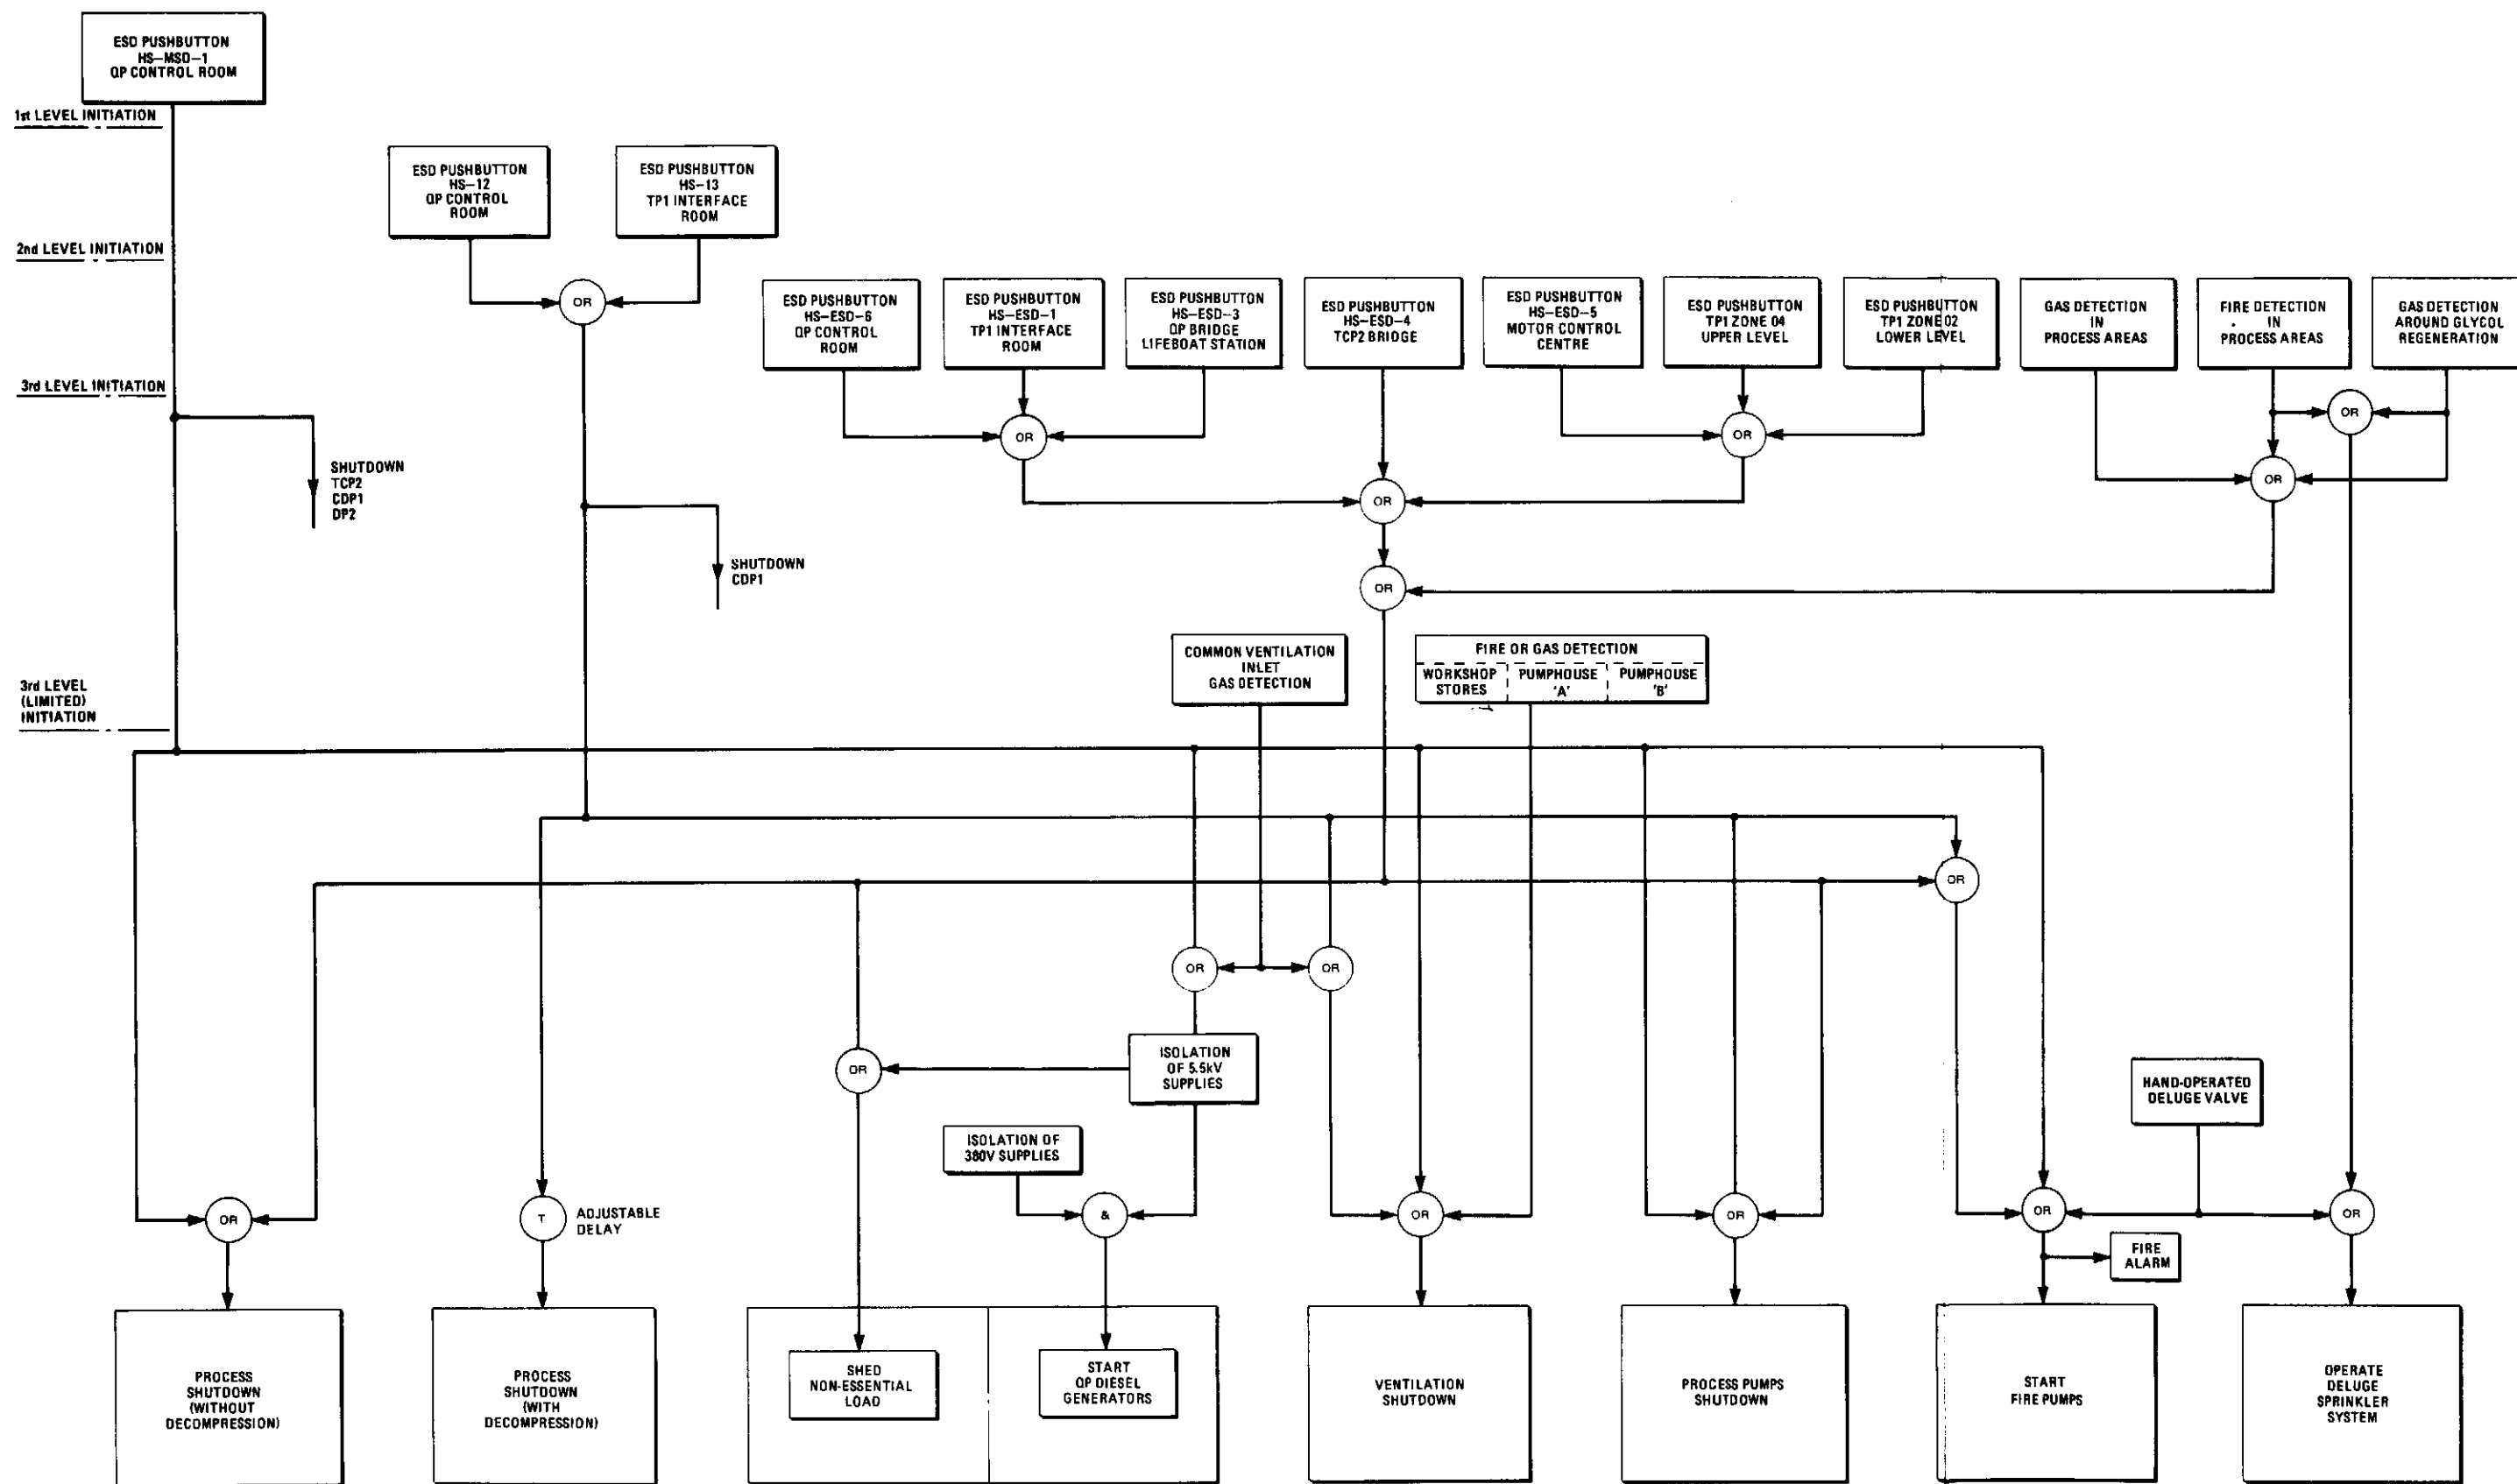 ESD PUSHBUTTON
HS–MSD–1
QP CONTROL ROOM
1st LEVEL INITIATION
ESD PUSHBUTTON
HS–12
QP CONTROL
ROOM
ESD PUSHBUTTON
HS–13
TP1 INTERFACE
ROOM
2nd LEVEL INITIATION
OR
ESD PUSHBUTTON
HS–ESD–6
QP CONTROL
ROOM
ESD PUSHBUTTON
HS–ESD–1
TP1 INTERFACE
ROOM
ESD PUSHBUTTON
HS–ESD–3
QP BRIDGE
LIFEBOAT STATION
ESD PUSHBUTTON
HS–ESD–4
TCP2 BRIDGE
ESD PUSHBUTTON
HS–ESD–5
MOTOR CONTROL
CENTRE
ESD PUSHBUTTON
TP1 ZONE 04
UPPER LEVEL
ESD PUSHBUTTON
TP1 ZONE 02
LOWER LEVEL
GAS DETECTION
IN
PROCESS AREAS
FIRE DETECTION
IN
PROCESS AREAS
GAS DETECTION
AROUND GLYCOL
REGENERATION
3rd LEVEL INITIATION
OR
OR
OR
OR
OR
SHUTDOWN
TCP2
CDP1
DP2
SHUTDOWN
CDP1
OR
COMMON VENTILATION
INLET
GAS DETECTION
FIRE OR GAS DETECTION
WORKSHOP
STORES
PUMPHOUSE
'A'
PUMPHOUSE
'B'
3rd LEVEL
(LIMITED)
INITIATION
OR
OR
OR
OR
ISOLATION
OF 5.5kV
SUPPLIES
HAND-OPERATED
DELUGE VALVE
ISOLATION OF
380V SUPPLIES
OR
T
ADJUSTABLE
DELAY
&
OR
OR
OR
OR
FIRE
ALARM
PROCESS
SHUTDOWN
(WITHOUT
DECOMPRESSION)
PROCESS
SHUTDOWN
(WITH
DECOMPRESSION)
SHED
NON-ESSENTIAL
LOAD
START
QP DIESEL
GENERATORS
VENTILATION
SHUTDOWN
PROCESS PUMPS
SHUTDOWN
START
FIRE PUMPS
OPERATE
DELUGE
SPRINKLER
SYSTEM